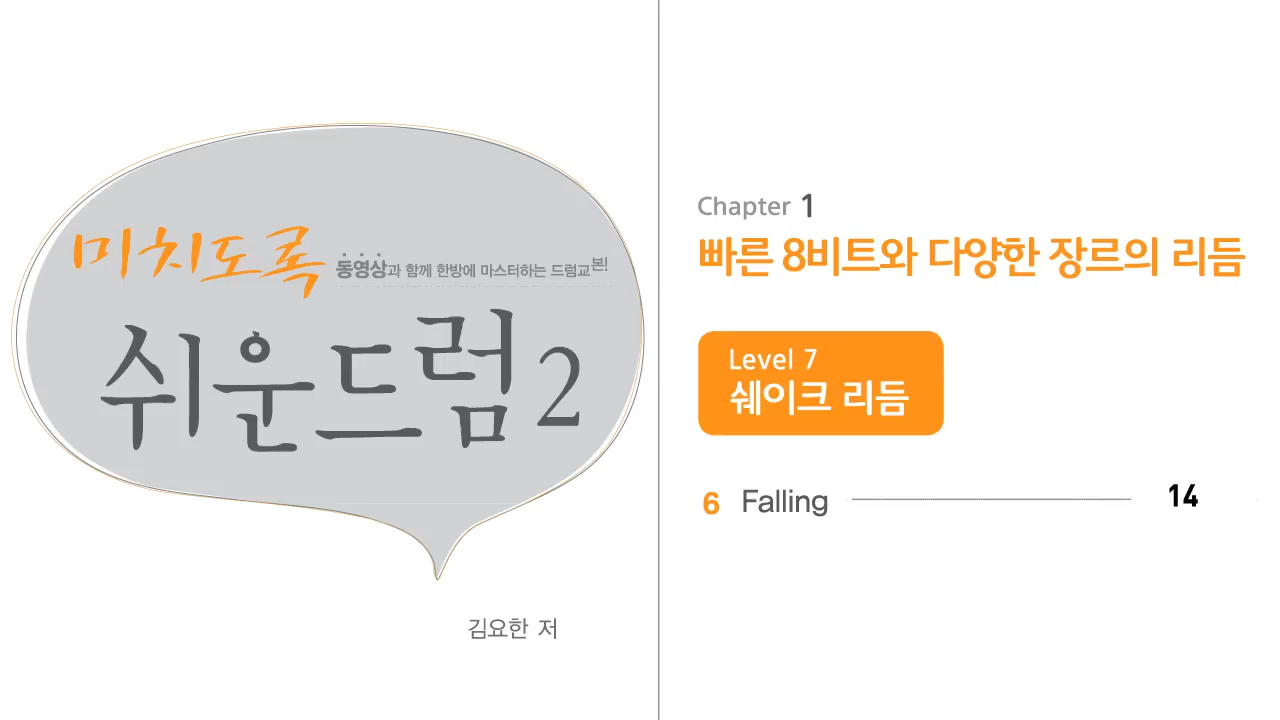 미치도록 동영상과 함께 한방에 마스터하는 드럼교본!
쉬운드럼 2
김요한 저
Chapter 1
빠른 8비트와 다양한 장르의 리듬
Level 7
쉐이크 리듬
6 Falling 14